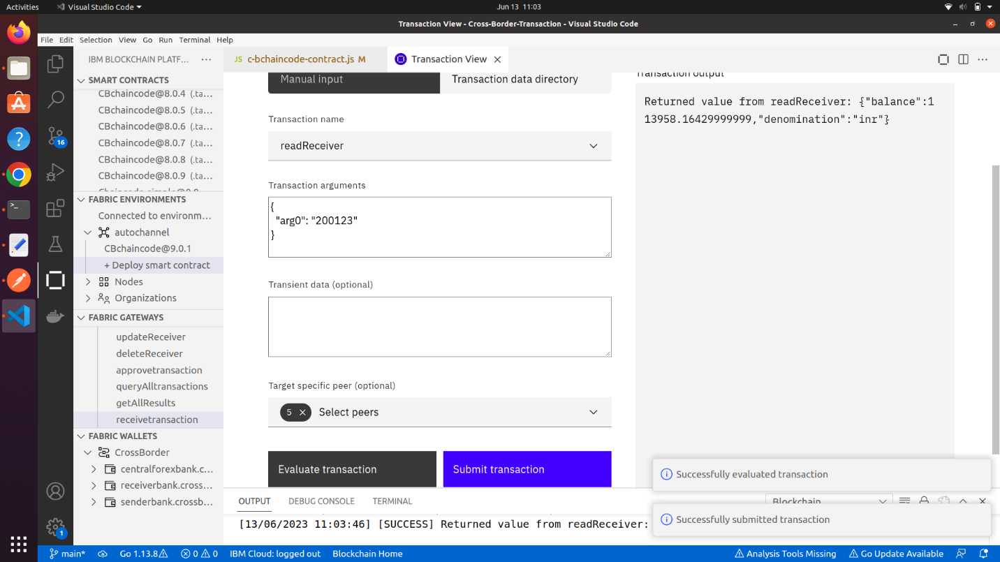 Activities
Visual Studio Code
Jun 13 11:03
Transaction View - Cross-Border-Transaction - Visual Studio Code
File Edit Selection View Go Run Terminal Help
IBM BLOCKCHAIN PLATF...
SMART CONTRACTS
CBchaincode@8.0.4 (.ta...
CBchaincode@8.0.5 (.ta...
CBchaincode@8.0.6 (.ta...
CBchaincode@8.0.7 (.ta...
CBchaincode@8.0.8 (.ta...
CBchaincode@8.0.9 (.ta...
FABRIC ENVIRONMENTS
Connected to environm...
autochannel
CBchaincode@9.0.1
+ Deploy smart contract
Nodes
Organizations
FABRIC GATEWAYS
updateReceiver
deleteReceiver
approvetransaction
queryAlltransactions
getAllResults
receivetransaction
FABRIC WALLETS
CrossBorder
centralforexbank.c...
receiverbank.cross...
senderbank.crossb...
16
1
JS c-bchaincode-contract.js M
Transaction View
Manual input
Transaction data directory
Transaction name
readReceiver
Transaction arguments
{
"arg0": "200123"
}
Transient data (optional)
Target specific peer (optional)
5 Select peers
Evaluate transaction
Submit transaction
Transaction output
Returned value from readReceiver: {"balance":1
13958.16429999999,"denomination":"inr"}
OUTPUT DEBUG CONSOLE TERMINAL
Blockchain
[13/06/2023 11:03:46] [SUCCESS] Returned value from readReceiver:
Successfully evaluated transaction
Successfully submitted transaction
main* Go 1.13.8 0 0 IBM Cloud: logged out Blockchain Home
Analysis Tools Missing Go Update Available